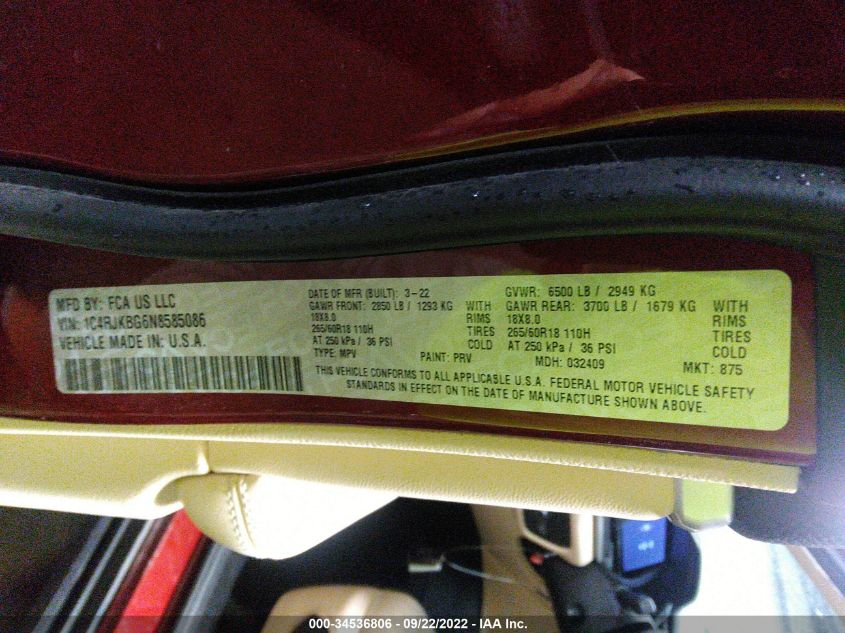 MFD BY: FCA US LLC
VIN: 1C4RJKBG6N8585086
VEHICLE MADE IN: U.S.A.
DATE OF MFR (BUILT): 3-22
GAWR FRONT: 2850 LB / 1293 KG WITH
18X8.0 RIMS
265/60R18 110H TIRES
AT 250 kPa / 36 PSI COLD
TYPE: MPV PAINT: PRV
GVWR: 6500 LB / 2949 KG
GAWR REAR: 3700 LB / 1679 KG WITH
18X8.0 RIMS
265/60R18 110H TIRES
AT 250 kPa / 36 PSI COLD
MDH: 032409 MKT: 875
THIS VEHICLE CONFORMS TO ALL APPLICABLE U.S.A. FEDERAL MOTOR VEHICLE SAFETY
STANDARDS IN EFFECT ON THE DATE OF MANUFACTURE SHOWN ABOVE.
000-34536806 - 09/22/2022 - IAA Inc.